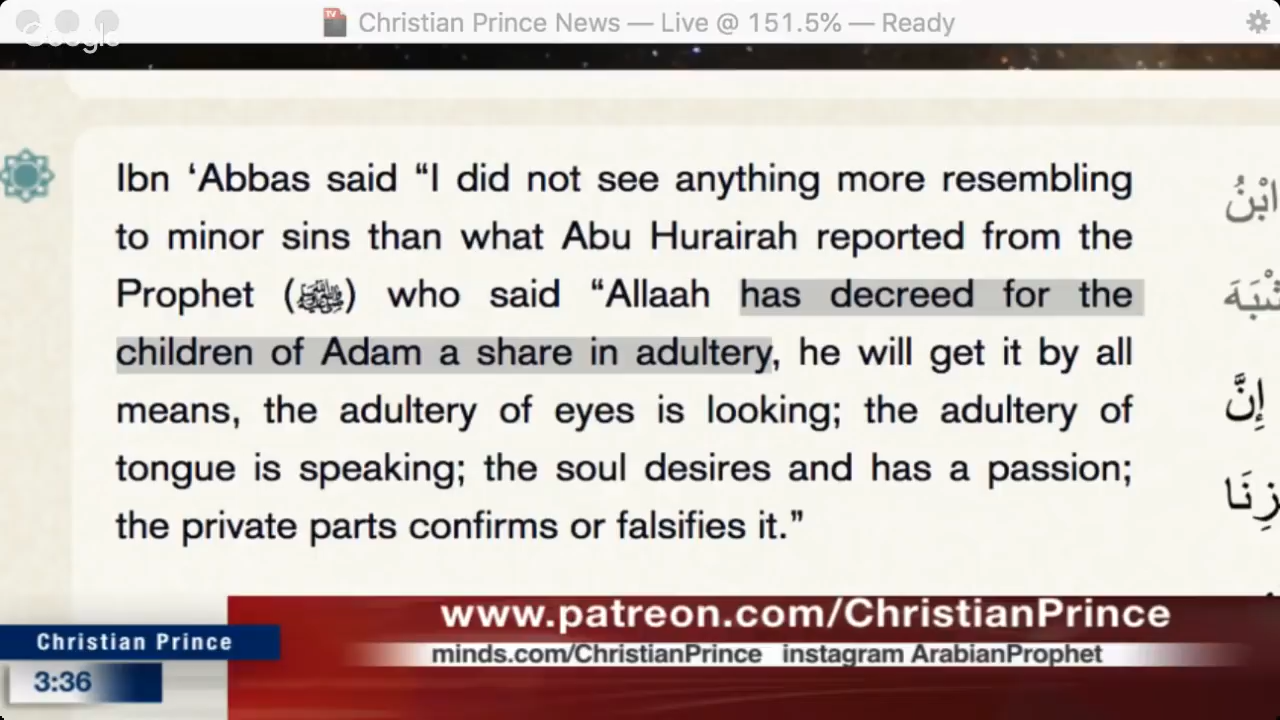 Christian Prince News — Live @ 151.5% — Ready
Google
Ibn ‘Abbas said “I did not see anything more resembling
to minor sins than what Abu Hurairah reported from the
Prophet (ﷺ) who said “Allaah has decreed for the
children of Adam a share in adultery, he will get it by all
means, the adultery of eyes is looking; the adultery of
tongue is speaking; the soul desires and has a passion;
the private parts confirms or falsifies it.”
ابْنُ
إِنَّ
www.patreon.com/ChristianPrince
Christian Prince
minds.com/ChristianPrince instagram ArabianProphet
3:36